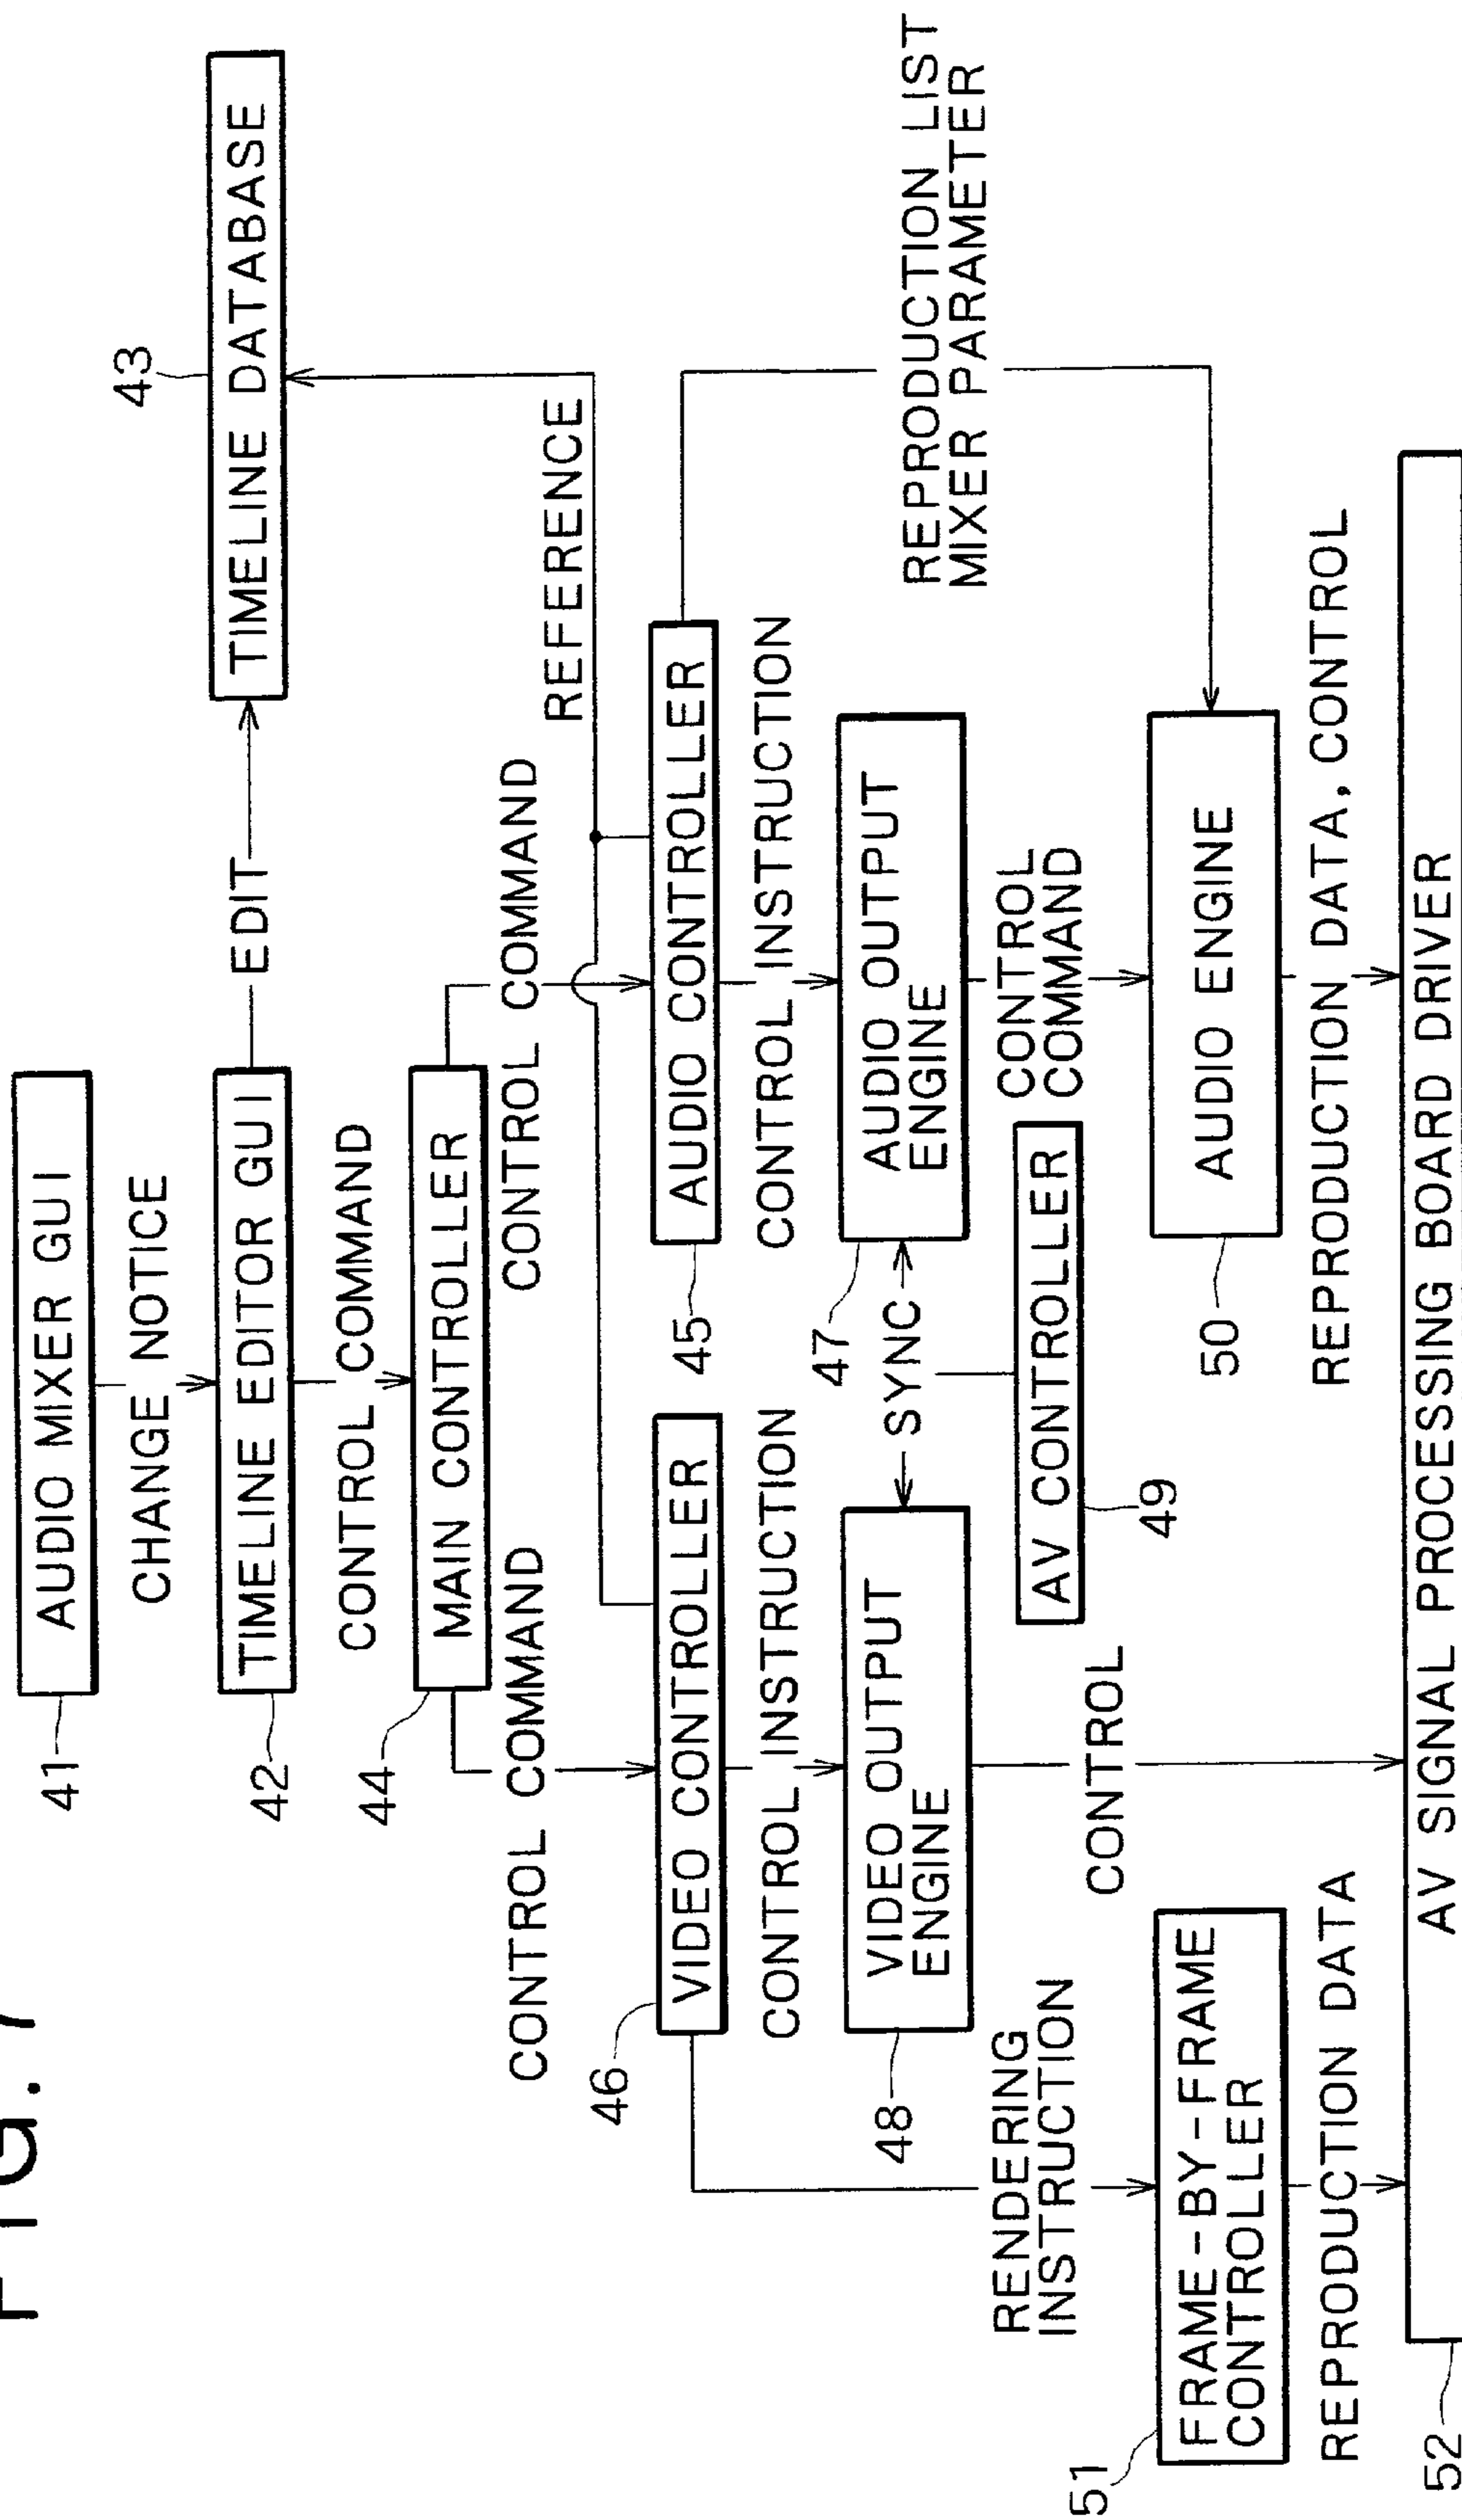 FIG. 7
41
AUDIO MIXER GUI
CHANGE NOTICE
42
TIMELINE EDITOR GUI
EDIT
43
TIMELINE DATABASE
CONTROL COMMAND
44
MAIN CONTROLLER
CONTROL COMMAND
CONTROL COMMAND
REFERENCE
46
VIDEO CONTROLLER
45
AUDIO CONTROLLER
CONTROL INSTRUCTION
CONTROL INSTRUCTION
48
VIDEO OUTPUT
ENGINE
SYNC
47
AUDIO OUTPUT
ENGINE
REPRODUCTION LIST
MIXER PARAMETER
RENDERING
INSTRUCTION
AV CONTROLLER
49
CONTROL
COMMAND
CONTROL
51
FRAME-BY-FRAME
CONTROLLER
50
AUDIO ENGINE
REPRODUCTION DATA
REPRODUCTION DATA, CONTROL
52
AV SIGNAL PROCESSING BOARD DRIVER